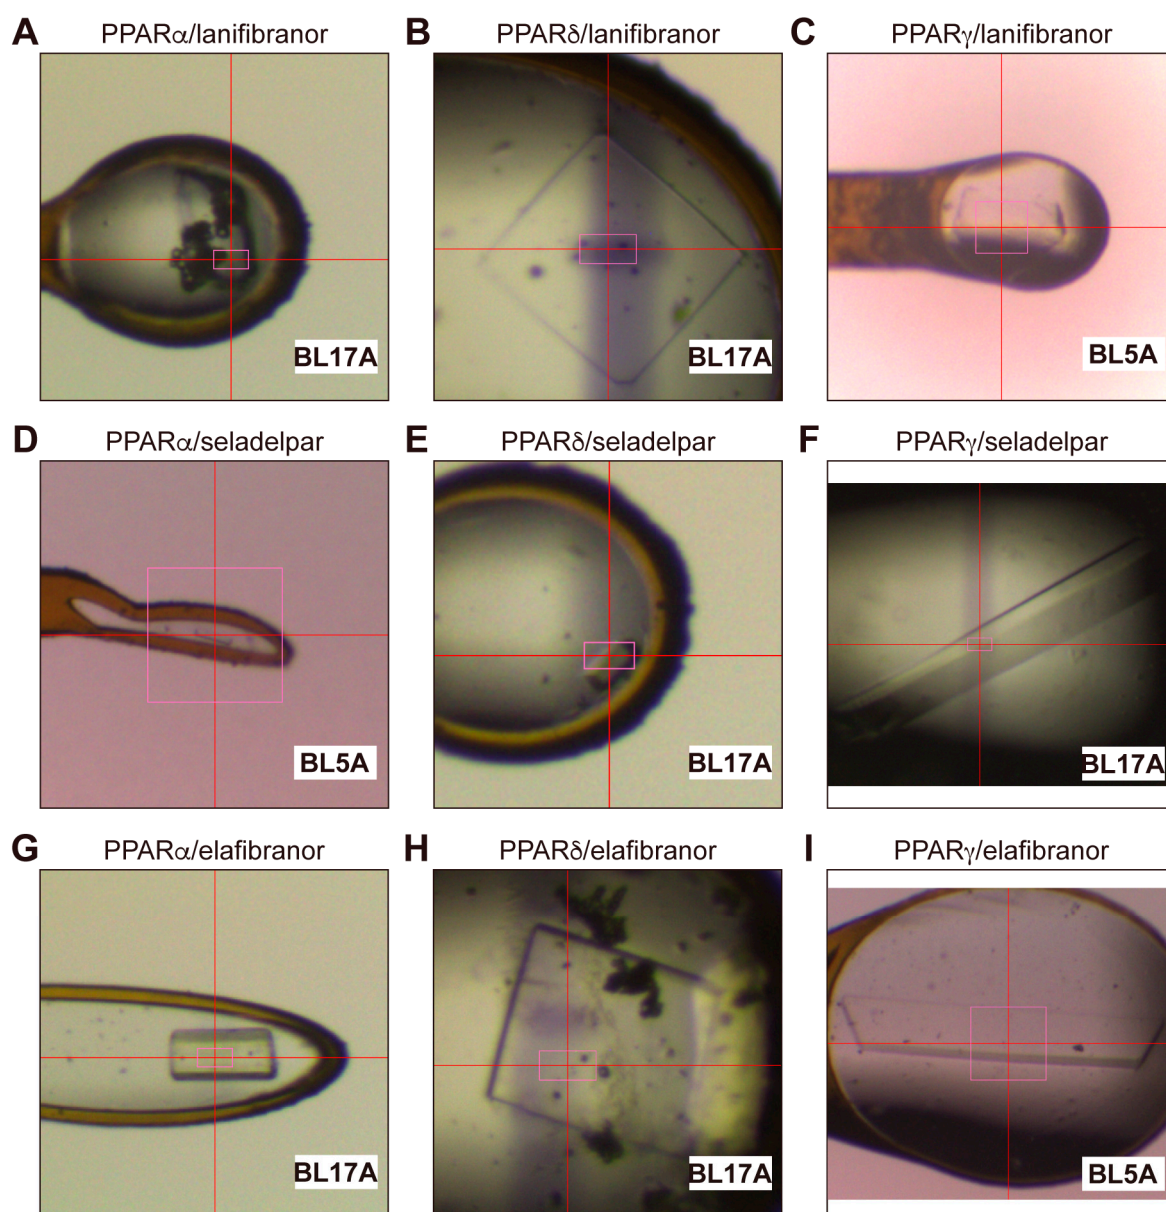 A PPARα/lanifibranor
B PPARδ/lanifibranor
C PPARγ/lanifibranor
BL17A
BL17A
BL5A
D PPARα/seladelpar
E PPARδ/seladelpar
F PPARγ/seladelpar
BL5A
BL17A
BL17A
G PPARα/elafibranor
H PPARδ/elafibranor
I PPARγ/elafibranor
BL17A
BL17A
BL5A